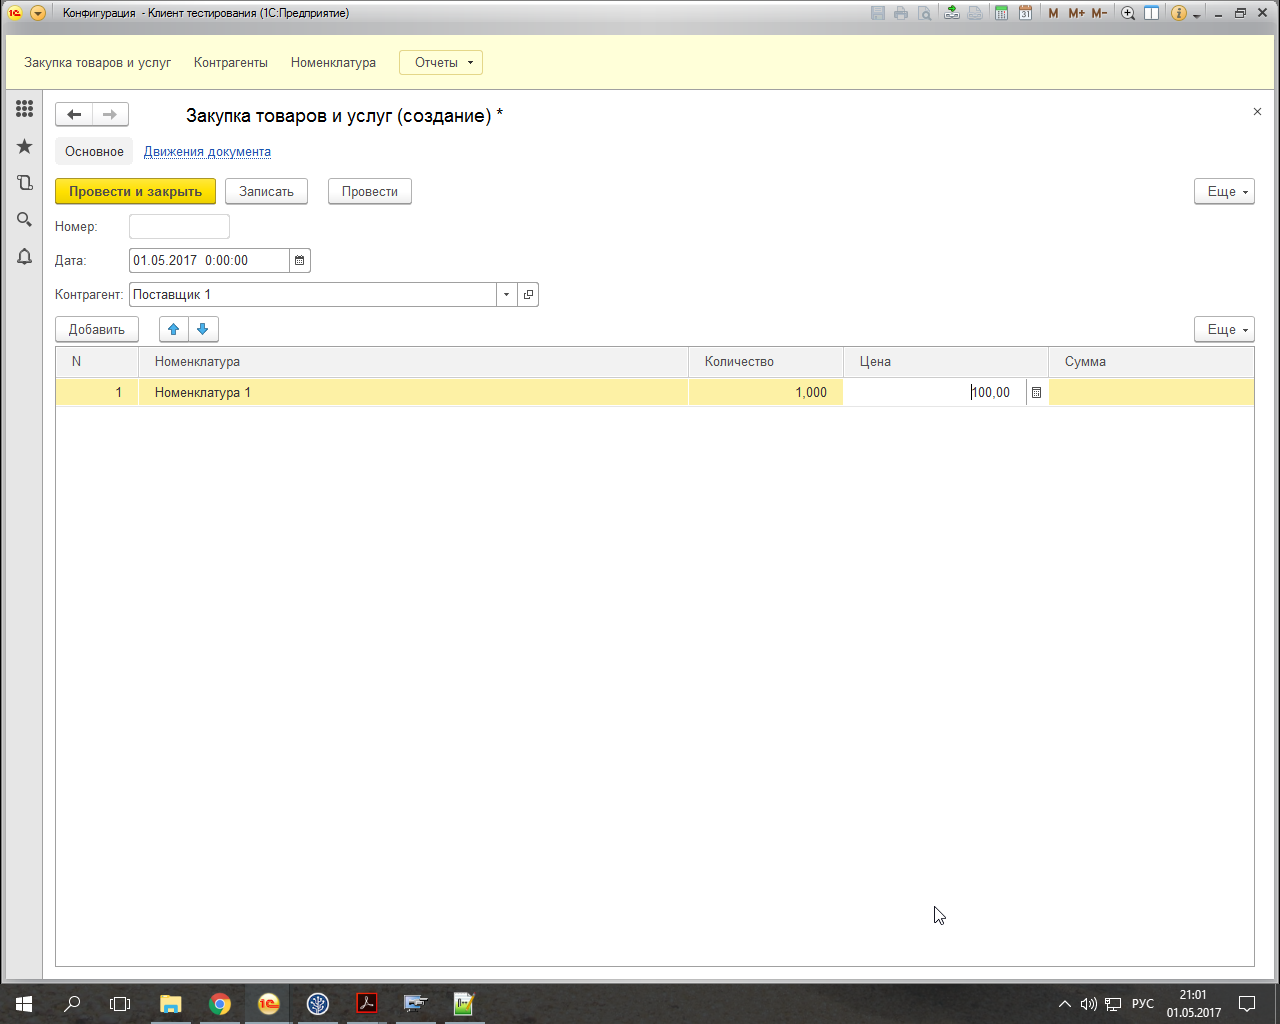 Конфигурация - Клиент тестирования (1С:Предприятие)
M M+ M-
31
Закупка товаров и услуг Контрагенты Номенклатура Отчеты
Закупка товаров и услуг (создание) *
Основное Движения документа
Провести и закрыть Записать Провести Еще
Номер:
Дата: 01.05.2017 0:00:00
Контрагент: Поставщик 1
Добавить Еще
N Номенклатура Количество Цена Сумма
1 Номенклатура 1 1,000 100,00
РУС 21:01
01.05.2017